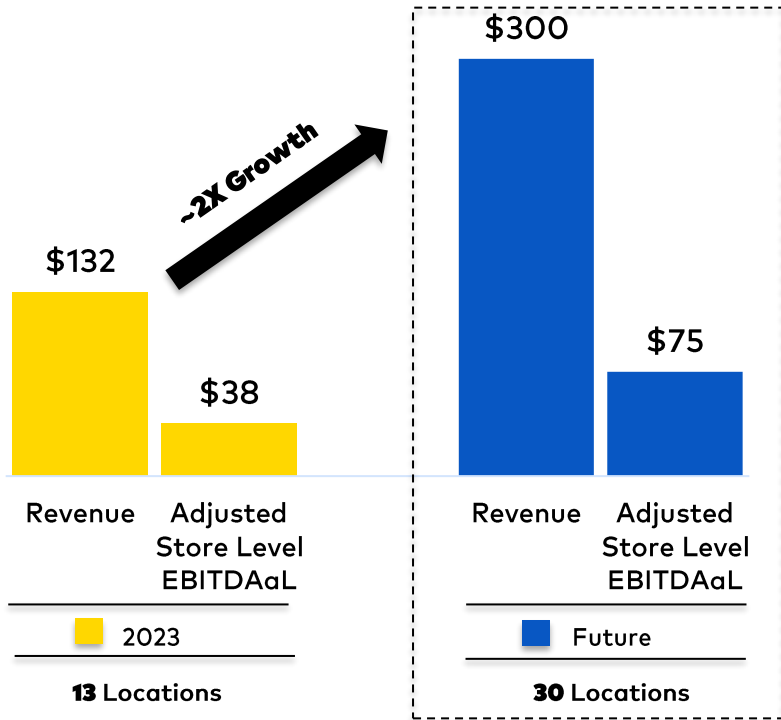 $300
~2X Growth
$132
$75
$38
Revenue
Adjusted
Store Level
EBITDAaL
Revenue
Adjusted
Store Level
EBITDAaL
2023
Future
13 Locations
30 Locations